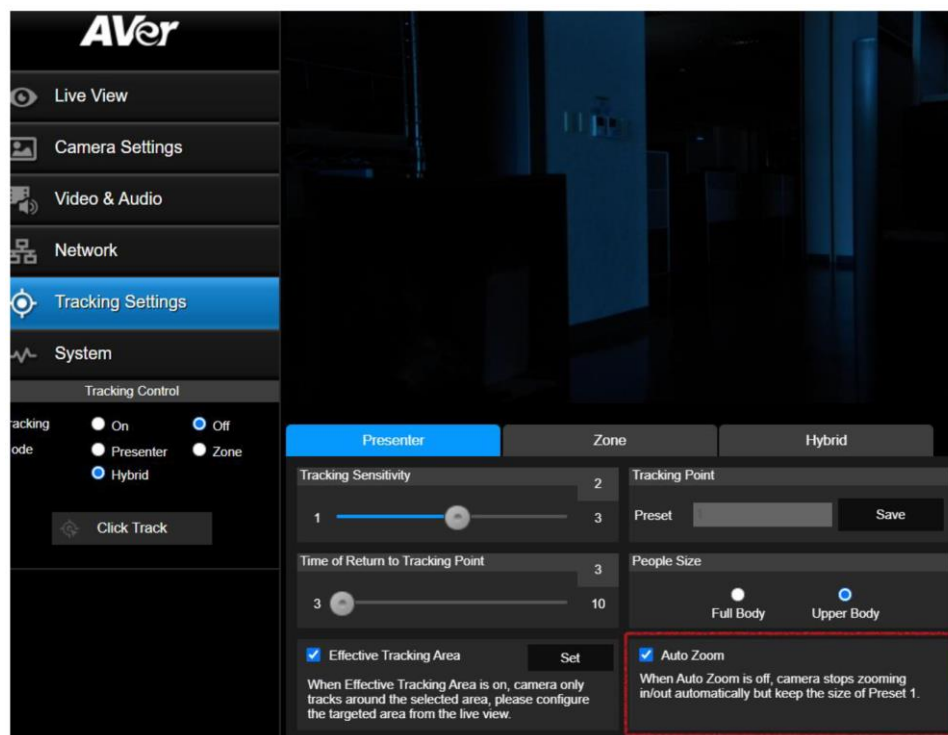 AVer
Live View
Camera Settings
Video & Audio
Network
Tracking Settings
System
Tracking Control
racking
On
Off
ode
Presenter
Zone
Hybrid
Click Track
Presenter
Zone
Hybrid
Tracking Sensitivity
2
1
3
Tracking Point
Preset
1
Save
Time of Return to Tracking Point
3
3
10
People Size
Full Body
Upper Body
Effective Tracking Area
Set
When Effective Tracking Area is on, camera only
tracks around the selected area, please configure
the targeted area from the live view.
Auto Zoom
When Auto Zoom is off, camera stops zooming
in/out automatically but keep the size of Preset 1.